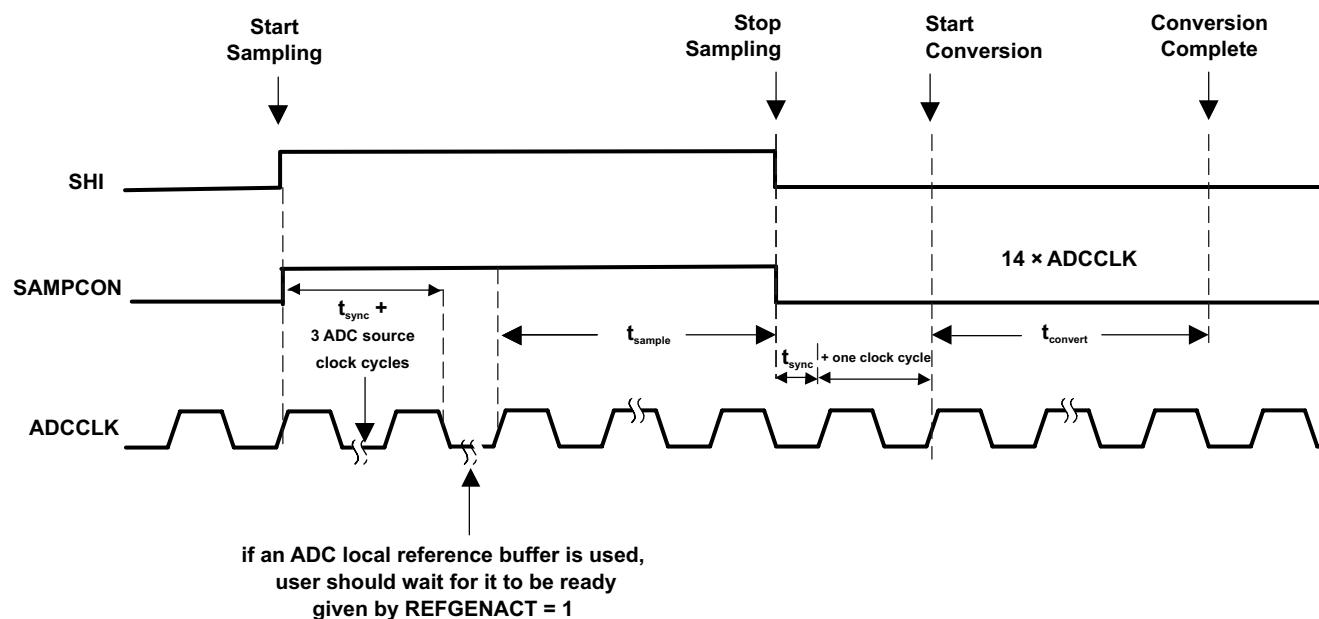 Start
Sampling
Stop
Sampling
Start
Conversion
Conversion
Complete
SHI
SAMPCON
14 × ADCCLK
tsync +
3 ADC source
clock cycles
tsample
tsync + one clock cycle
tconvert
ADCCLK
if an ADC local reference buffer is used,
user should wait for it to be ready
given by REFGENACT = 1